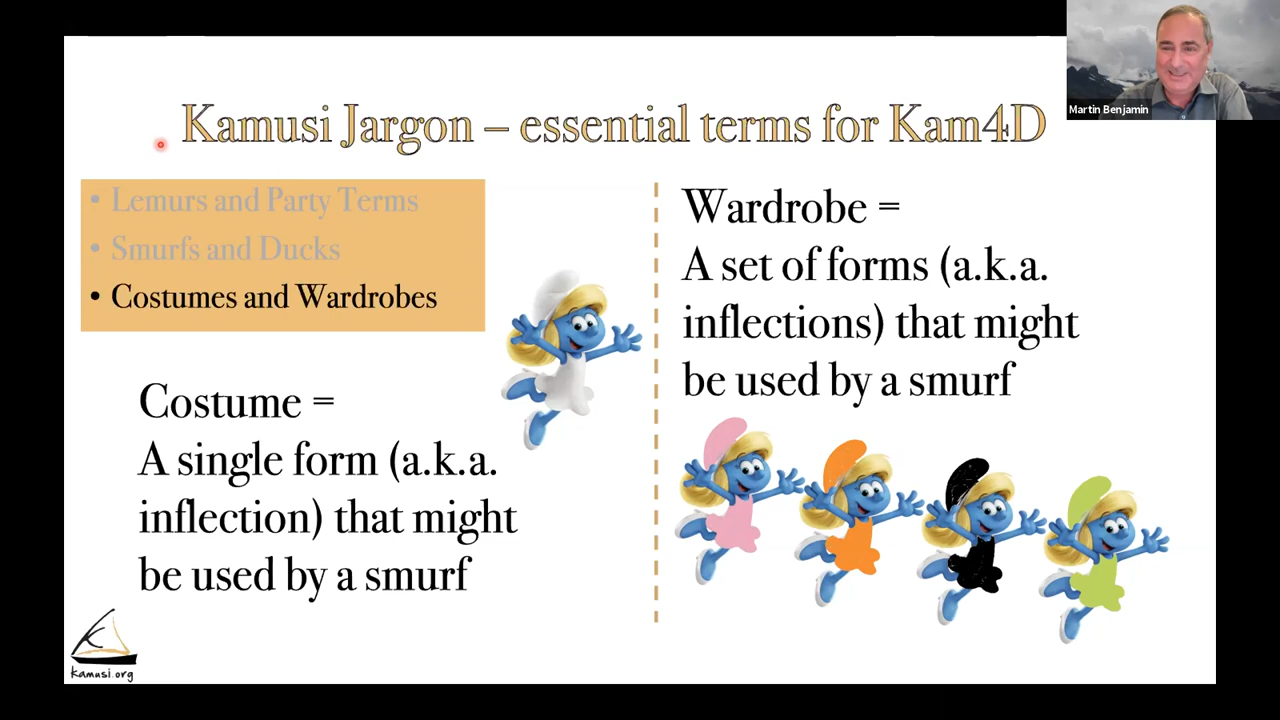 Kamusi Jargon – essential terms for Kam4D
Martin Benjamin
• Lemurs and Party Terms
• Smurfs and Ducks
• Costumes and Wardrobes
Costume =
A single form (a.k.a.
inflection) that might
be used by a smurf
Wardrobe =
A set of forms (a.k.a.
inflections) that might
be used by a smurf
K
kamusi.org